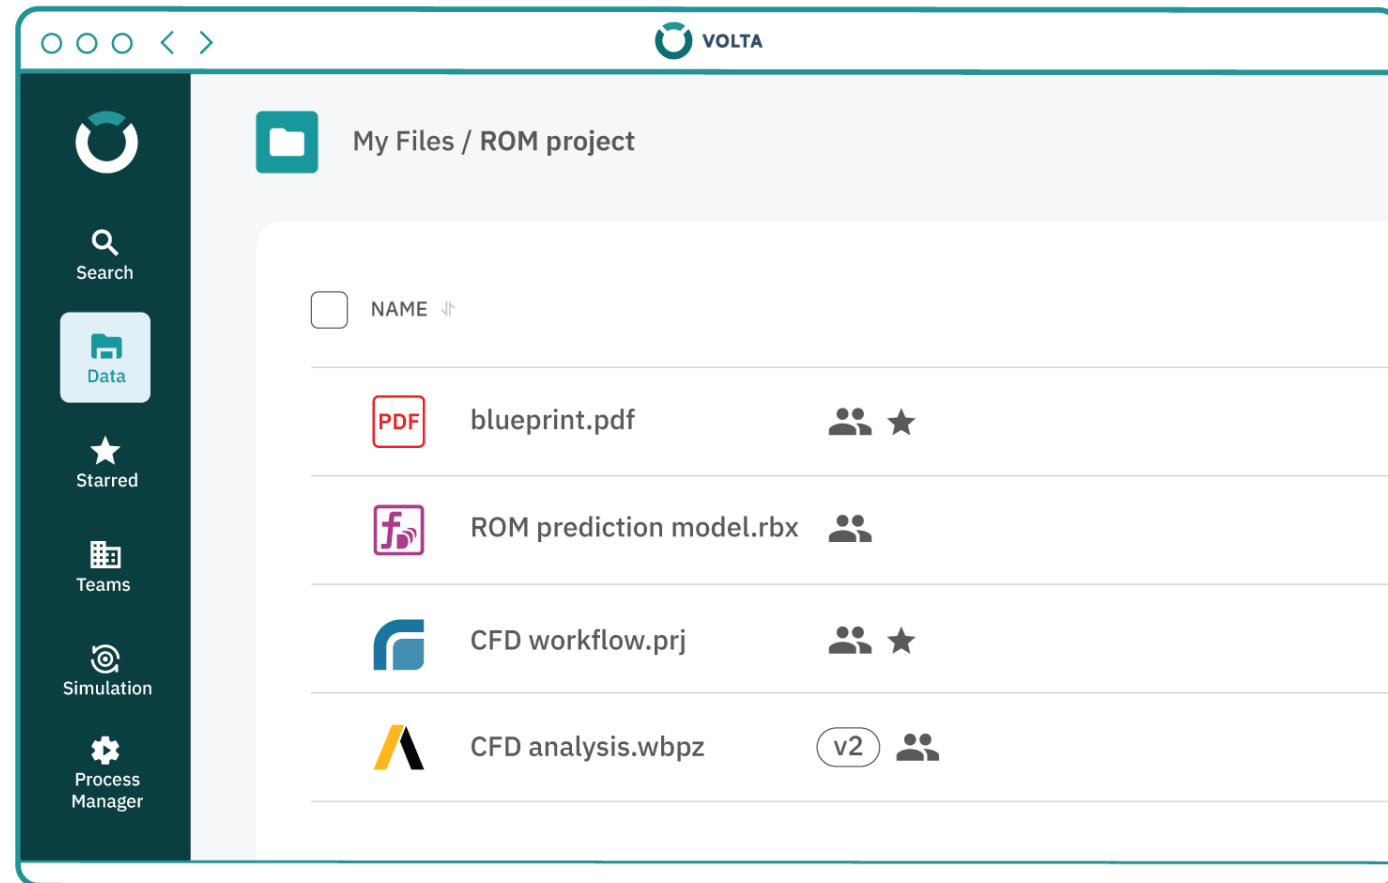 VOLTA
My Files / ROM project
Search
Data
Starred
Teams
Simulation
Process
Manager
NAME
PDF blueprint.pdf
ROM prediction model.rbx
CFD workflow.prj
CFD analysis.wbpz v2